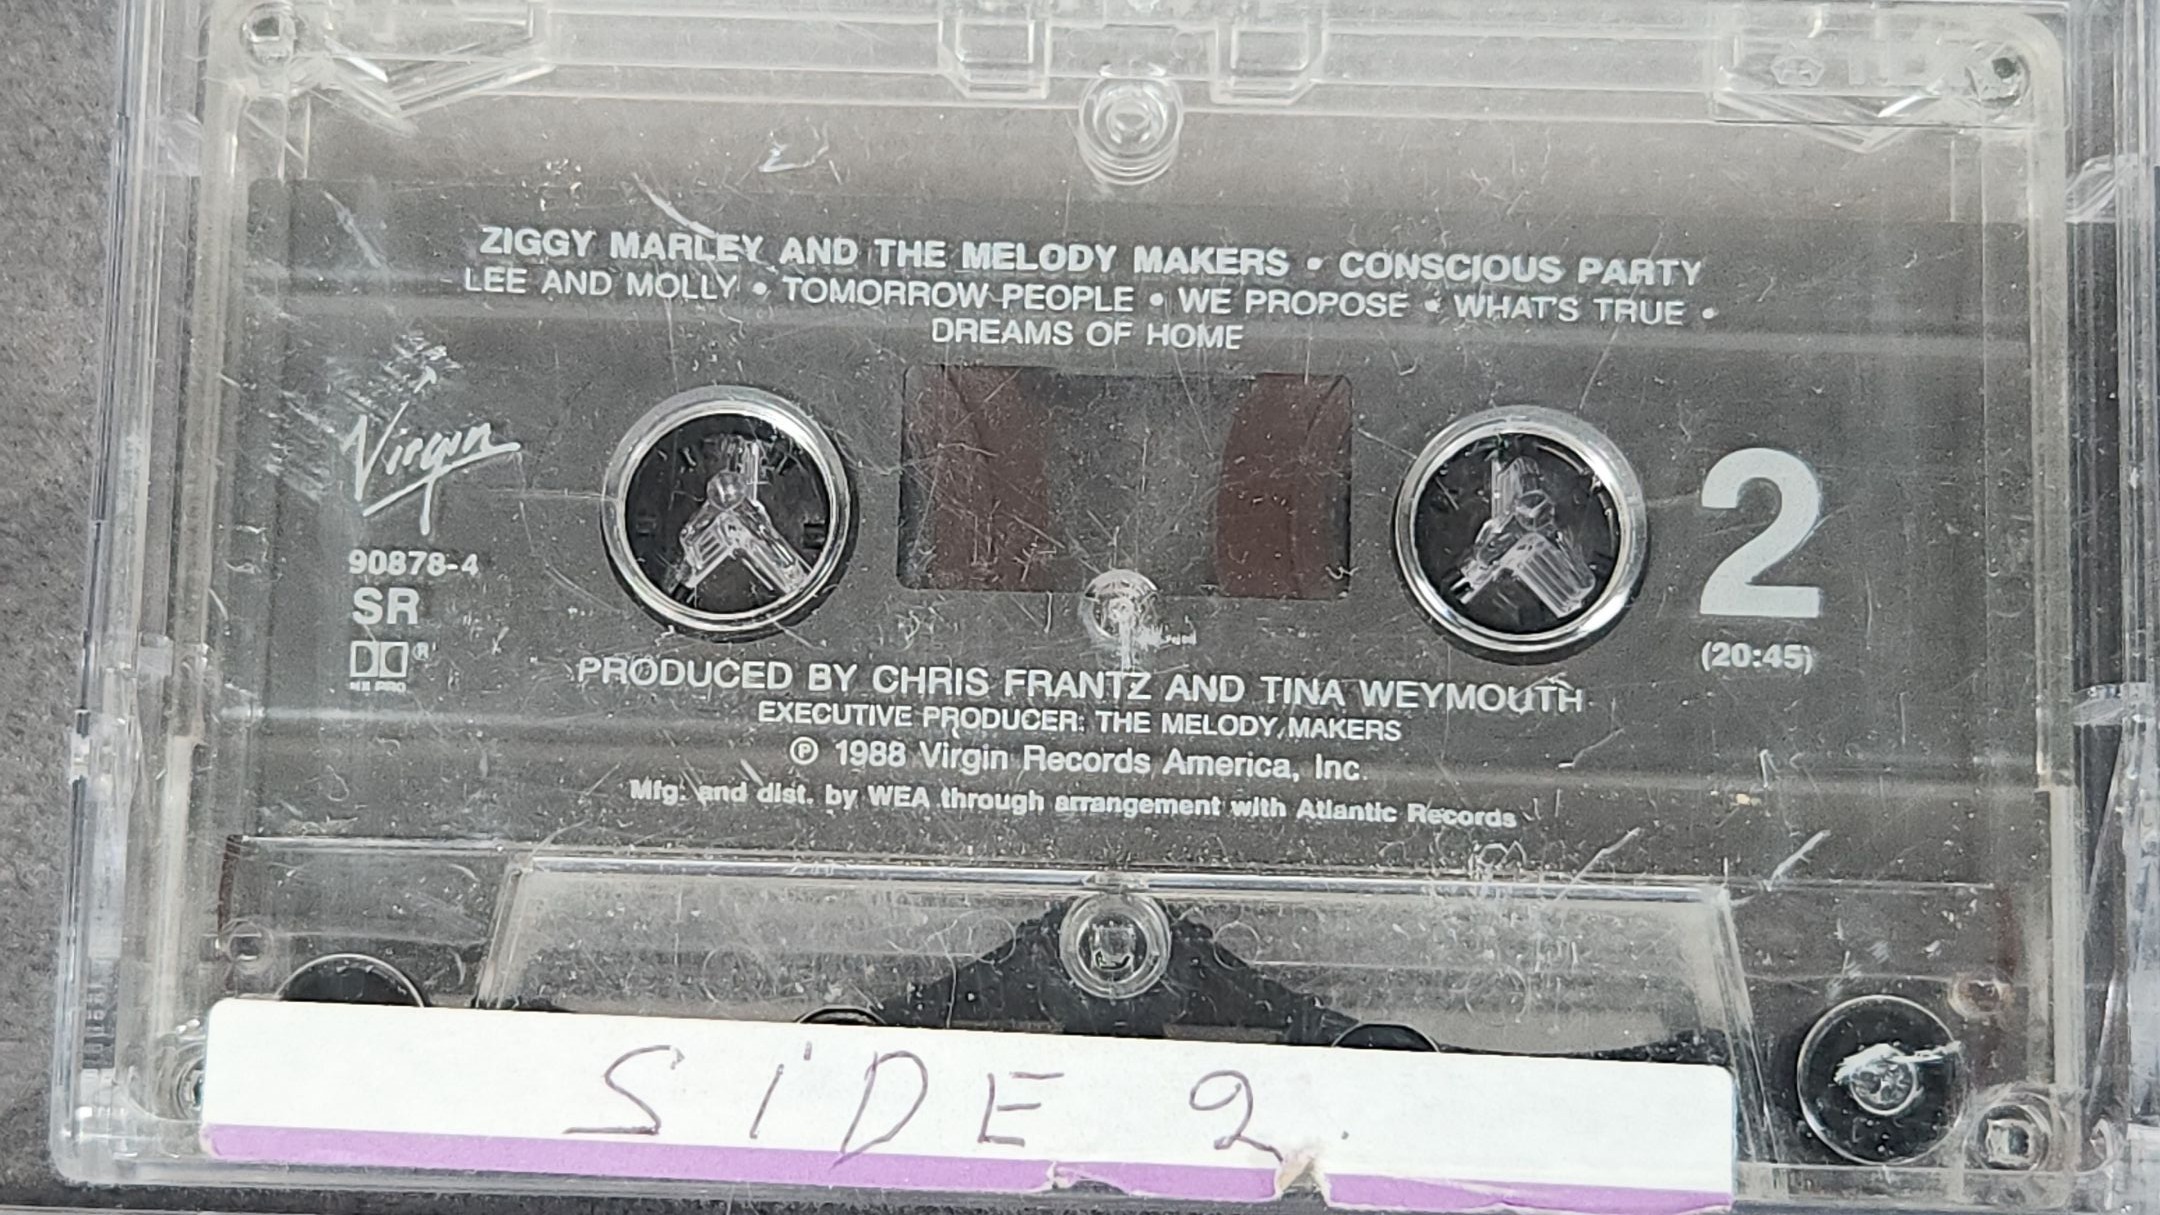 ZIGGY MARLEY AND THE MELODY MAKERS • CONSCIOUS PARTY
LEE AND MOLLY • TOMORROW PEOPLE • WE PROPOSE • WHAT'S TRUE •
DREAMS OF HOME
Virgin
90878-4
SR
2
(20:45)
PRODUCED BY CHRIS FRANTZ AND TINA WEYMOUTH
EXECUTIVE PRODUCER: THE MELODY MAKERS
℗ 1988 Virgin Records America, Inc.
Mfg. and dist. by WEA through arrangement with Atlantic Records
SiDE 2.